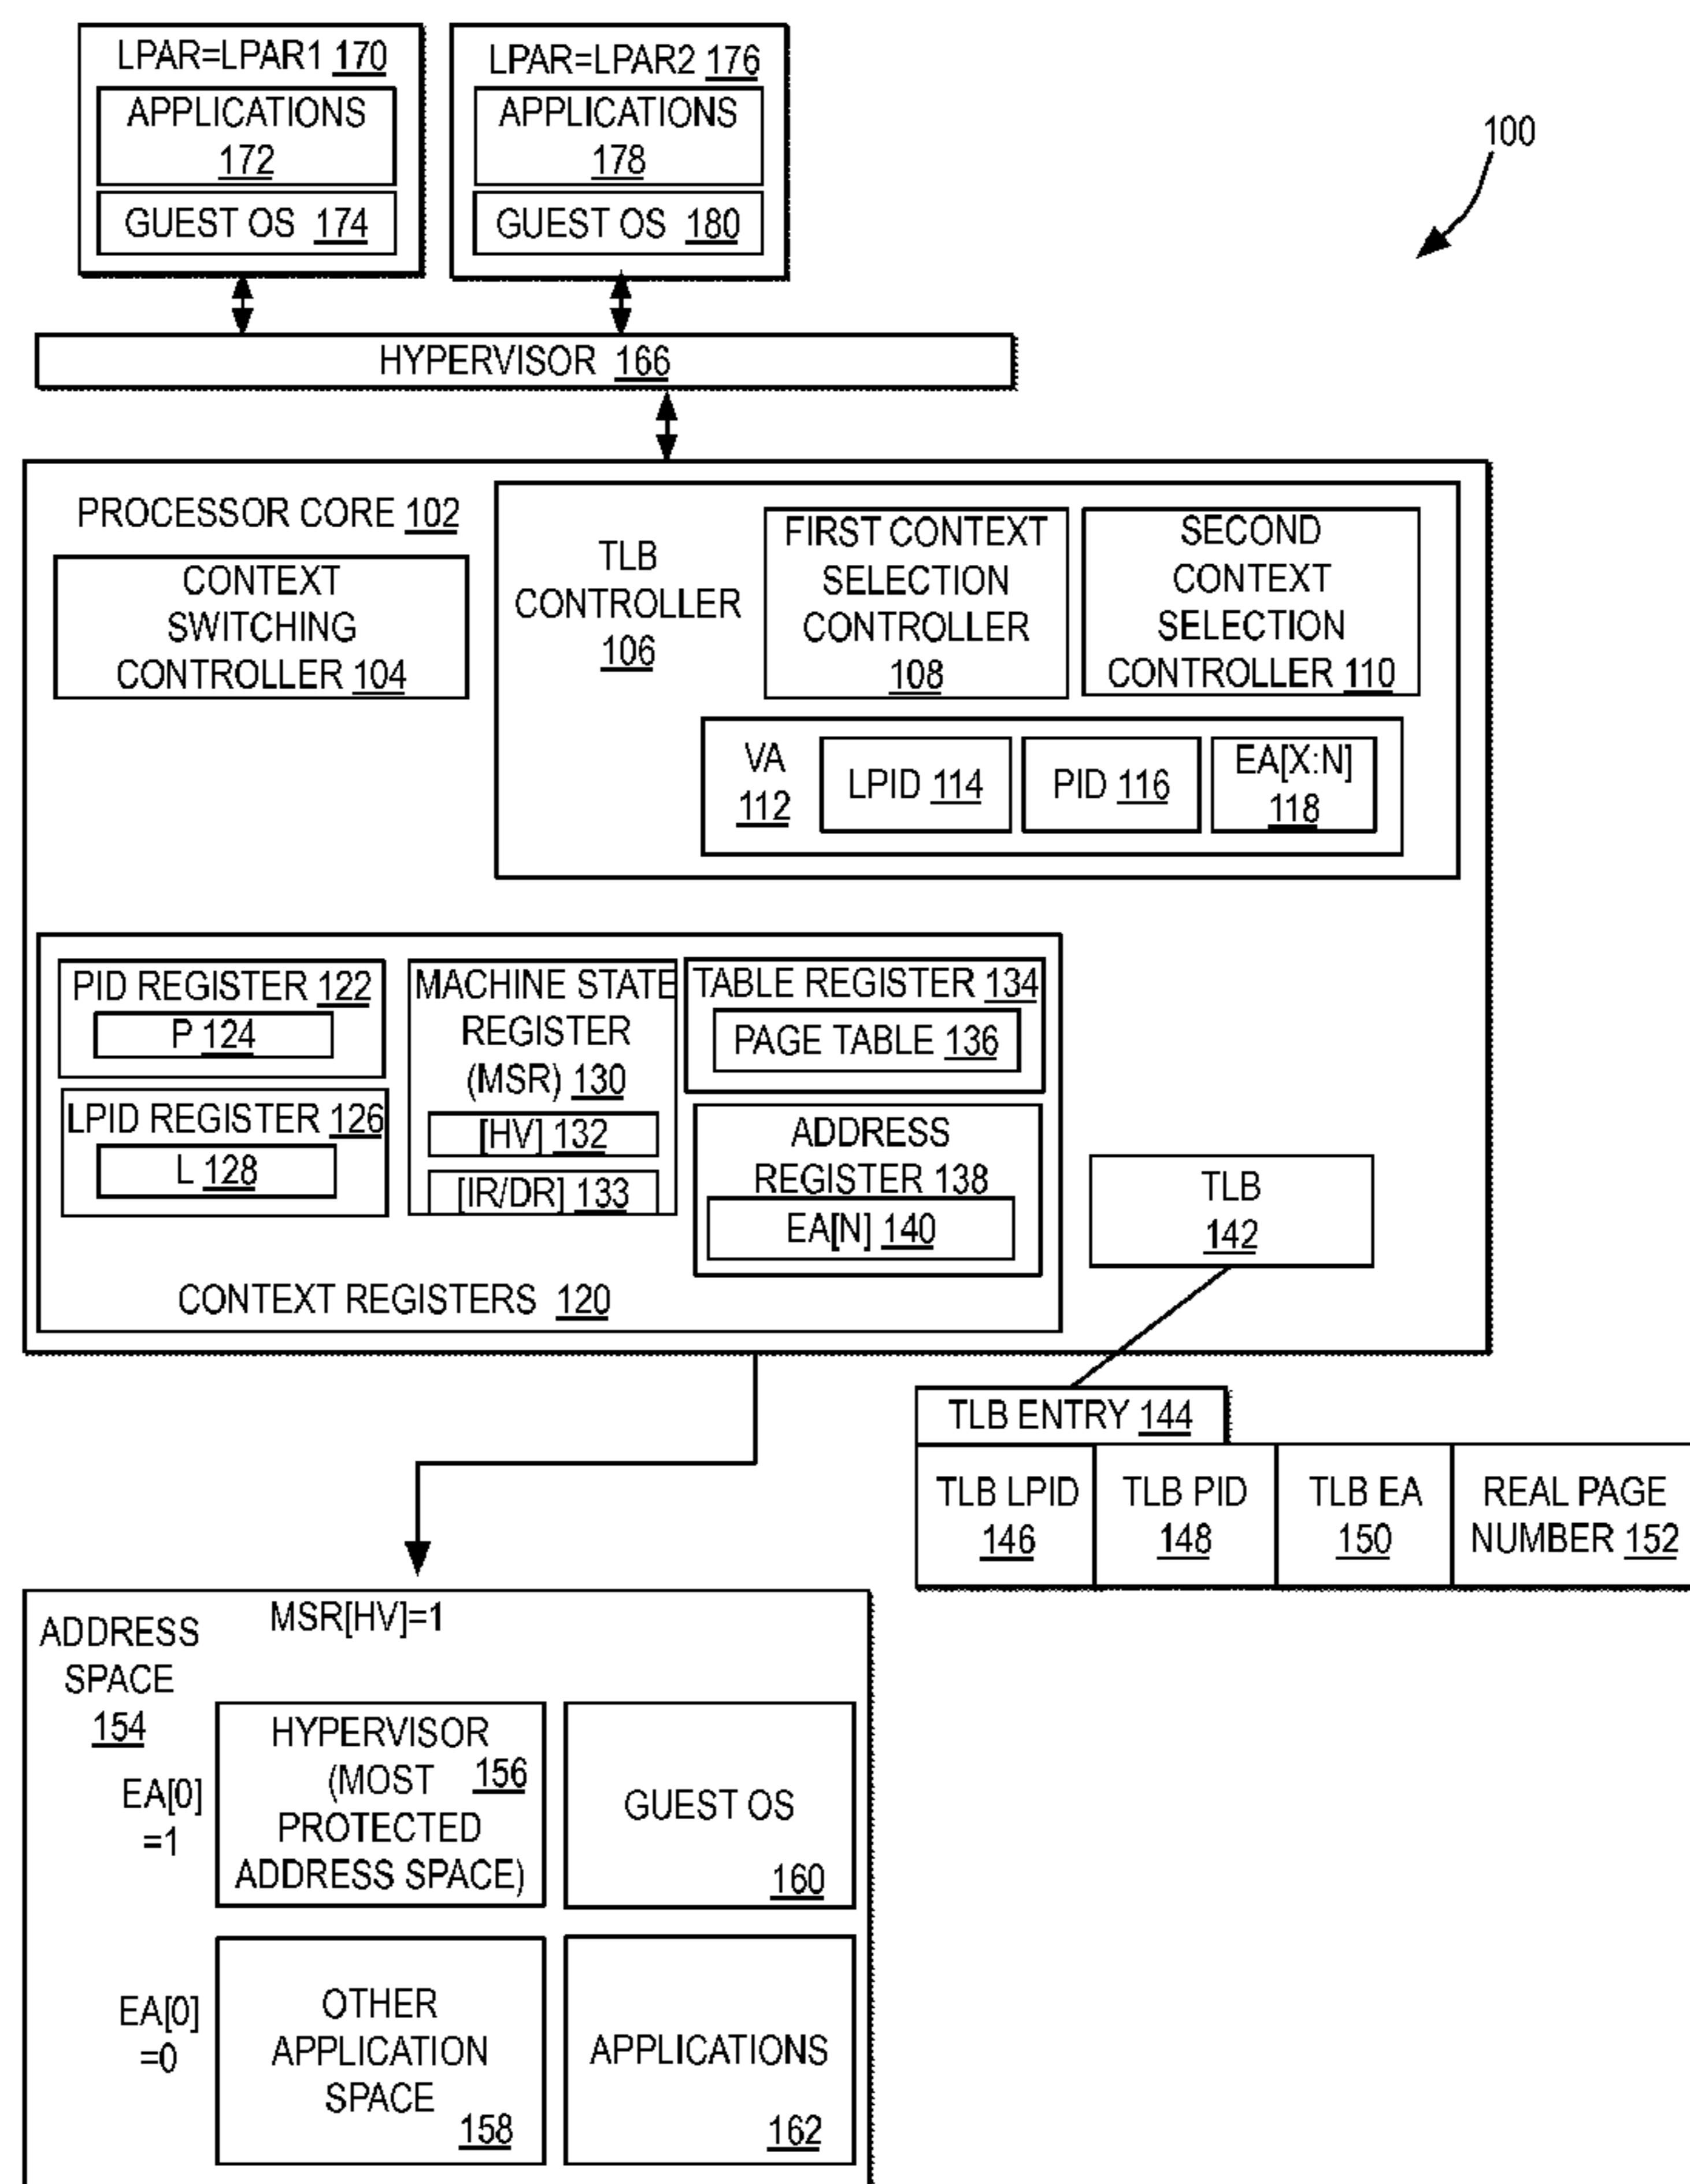 LPAR=LPAR1 170
APPLICATIONS
172
GUEST OS 174
LPAR=LPAR2 176
APPLICATIONS
178
GUEST OS 180
100
HYPERVISOR 166
PROCESSOR CORE 102
CONTEXT
SWITCHING
CONTROLLER 104
TLB
CONTROLLER
106
FIRST CONTEXT
SELECTION
CONTROLLER
108
SECOND
CONTEXT
SELECTION
CONTROLLER 110
VA
112
LPID 114
PID 116
EA[X:N]
118
PID REGISTER 122
P 124
LPID REGISTER 126
L 128
MACHINE STATE
REGISTER
(MSR) 130
[HV] 132
[IR/DR] 133
TABLE REGISTER 134
PAGE TABLE 136
ADDRESS
REGISTER 138
EA[N] 140
CONTEXT REGISTERS 120
TLB
142
TLB ENTRY 144
TLB LPID
146
TLB PID
148
TLB EA
150
REAL PAGE
NUMBER 152
ADDRESS
SPACE
154
MSR[HV]=1
EA[0]
=1
HYPERVISOR
(MOST 156
PROTECTED
ADDRESS SPACE)
GUEST OS
160
EA[0]
=0
OTHER
APPLICATION
SPACE
158
APPLICATIONS
162